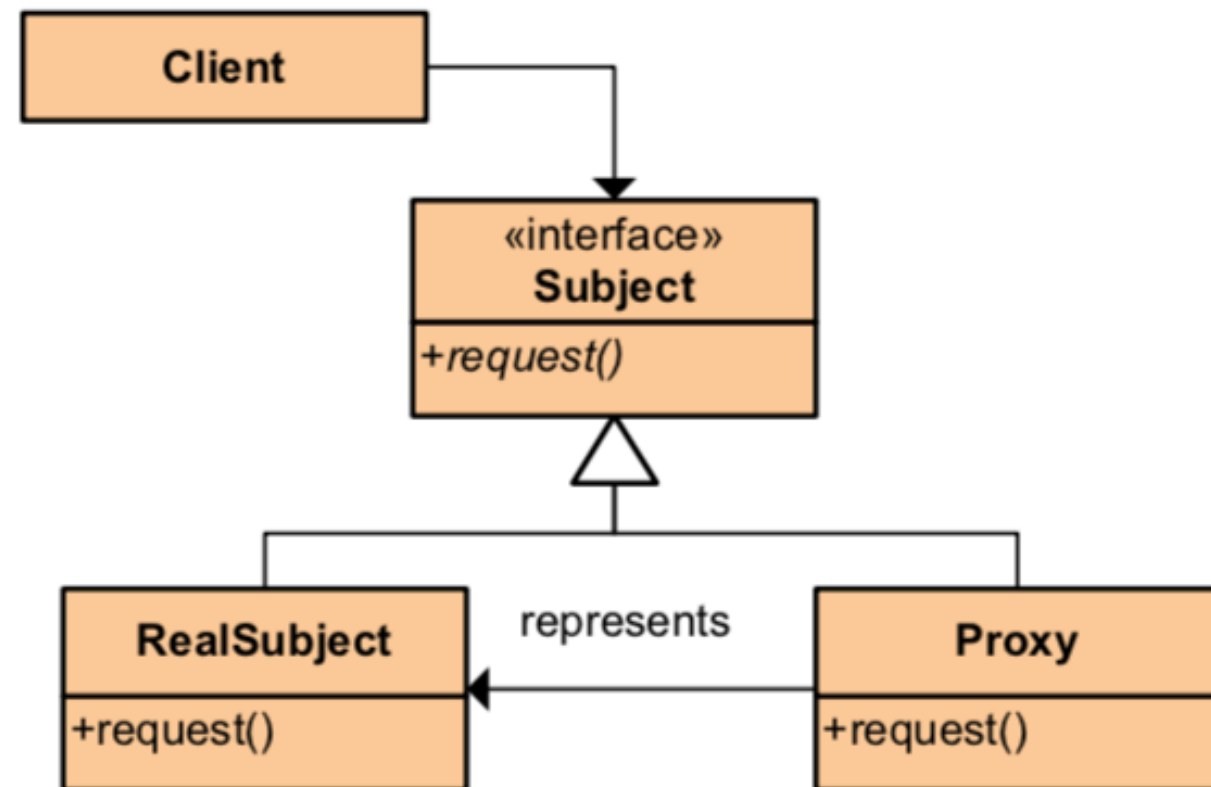 Client
«interface»
Subject
+request()
represents
RealSubject
Proxy
+request()
+request()